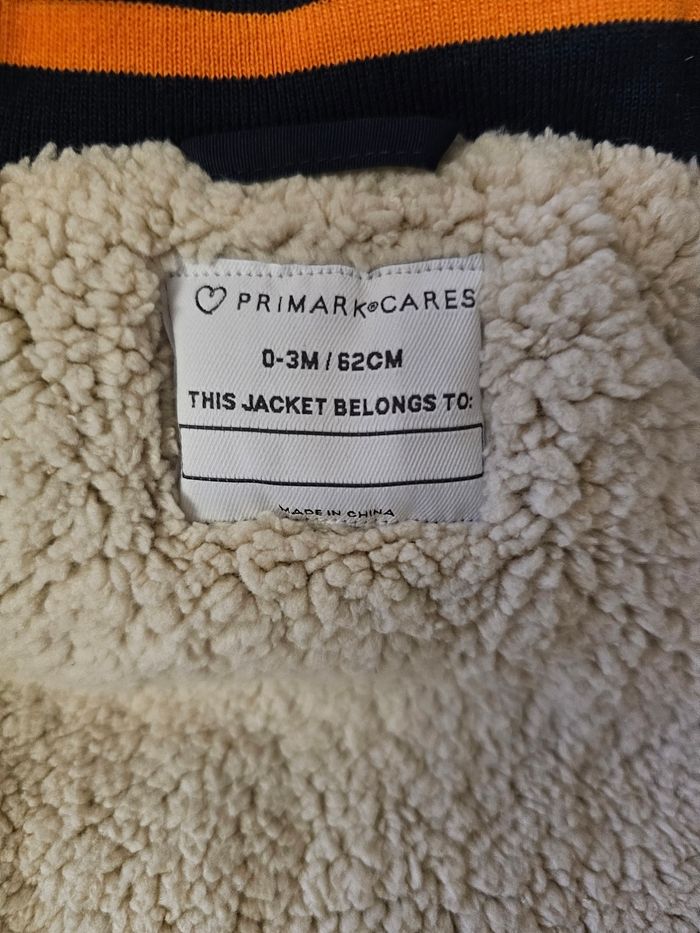 PRIMARK®CARES
0-3M / 62CM
THIS JACKET BELONGS TO:
MADE IN CHINA